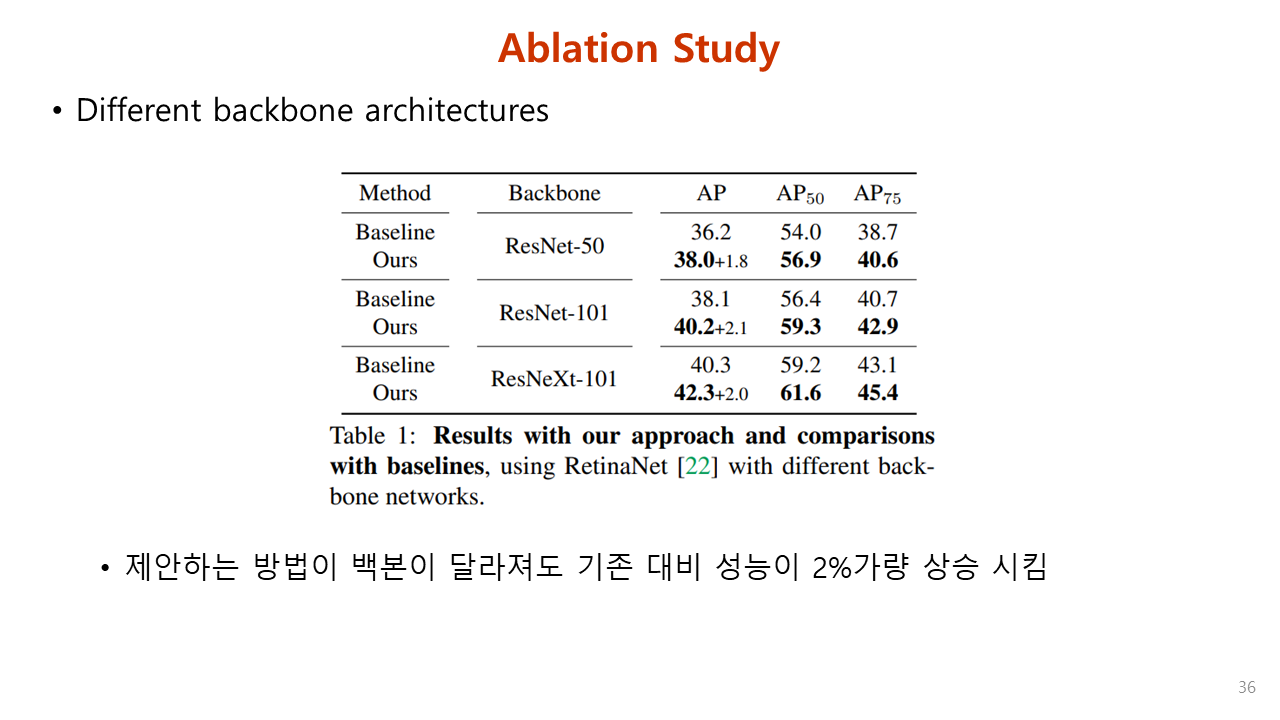 Ablation Study
• Different backbone architectures
Method Backbone AP AP50 AP75
Baseline ResNet-50 36.2 54.0 38.7
Ours 38.0+1.8 56.9 40.6
Baseline ResNet-101 38.1 56.4 40.7
Ours 40.2+2.1 59.3 42.9
Baseline ResNeXt-101 40.3 59.2 43.1
Ours 42.3+2.0 61.6 45.4
Table 1: Results with our approach and comparisons
with baselines, using RetinaNet [22] with different back-
bone networks.
• 제안하는 방법이 백본이 달라져도 기존 대비 성능이 2%가량 상승 시킴
36